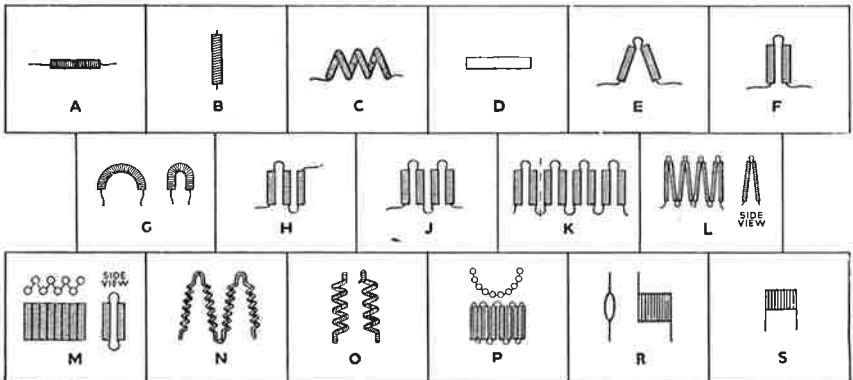 A B C D E F
G H J K L
SIDE
VIEW
SIDE
VIEW
M N O P R S